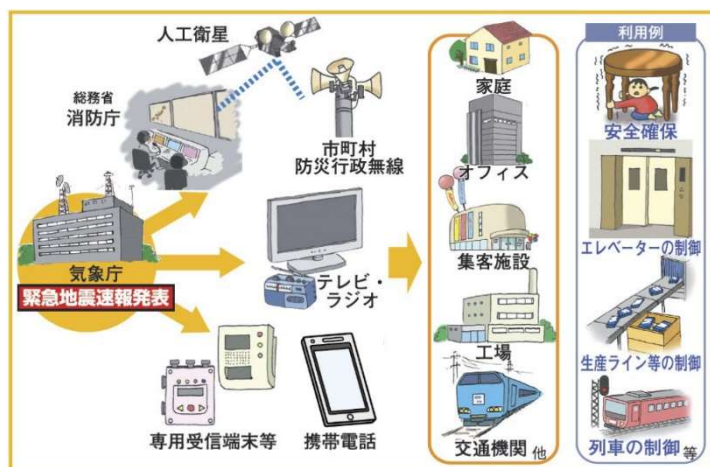 人工衛星
総務省
消防庁
市町村
防災行政無線
気象庁
緊急地震速報発表
テレビ・
ラジオ
専用受信端末等
携帯電話
家庭
オフィス
集客施設
工場
交通機関 他
利用例
安全確保
エレベーターの制御
生産ライン等の制御
列車の制御 等